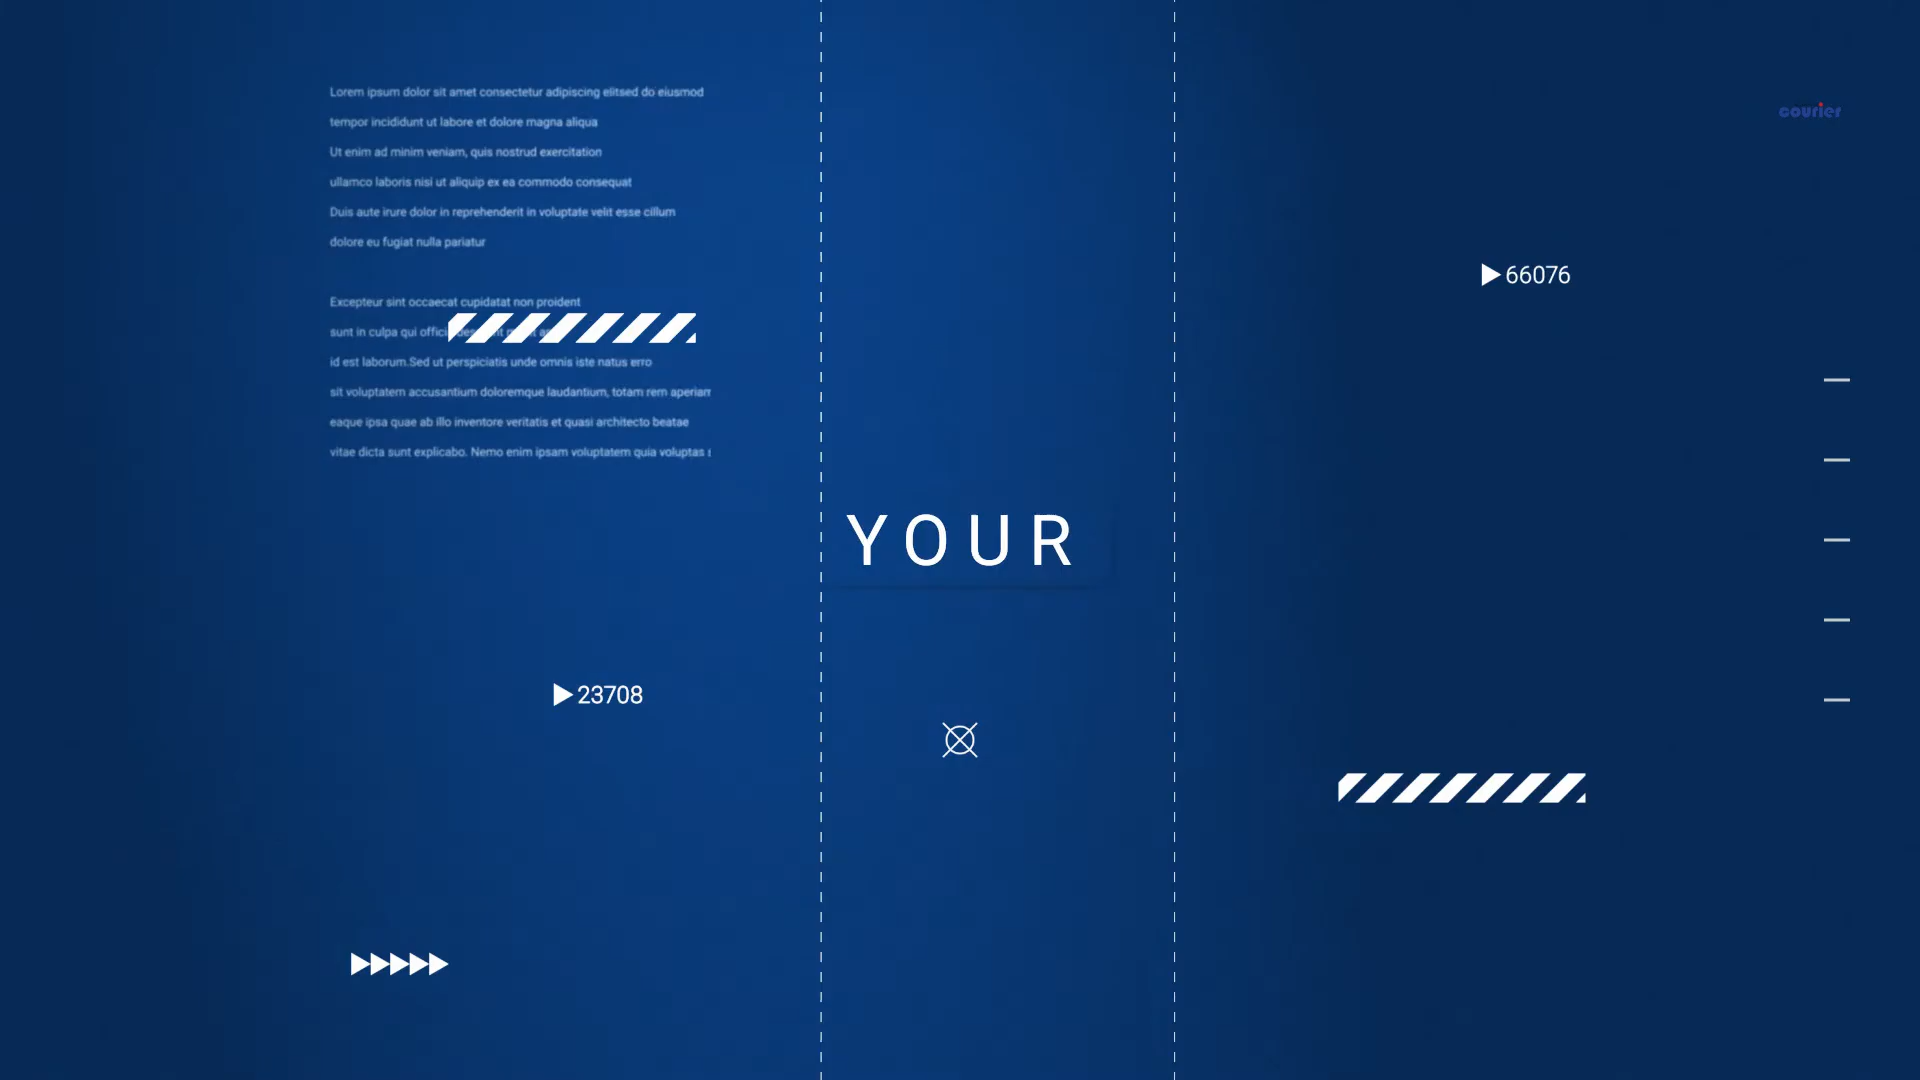 Lorem ipsum dolor sit amet consectetur adipiscing elitsed do eiusmod
tempor incididunt ut labore et dolore magna aliqua
Ut enim ad minim veniam, quis nostrud exercitation
ullamco laboris nisi ut aliquip ex ea commodo consequat
Duis aute irure dolor in reprehenderit in voluptate velit esse cillum
dolore eu fugiat nulla pariatur
Excepteur sint occaecat cupidatat non proident
sunt in culpa qui
id est laborum.Sed ut perspiciatis unde omnis iste natus erro
sit voluptatem accusantium doloremque laudantium, totam rem aperiam
eaque ipsa quae ab illo inventore veritatis et quasi architecto beatae
vitae dicta sunt explicabo. Nemo enim ipsam voluptatem quia voluptas
courier
66076
YOUR
23708